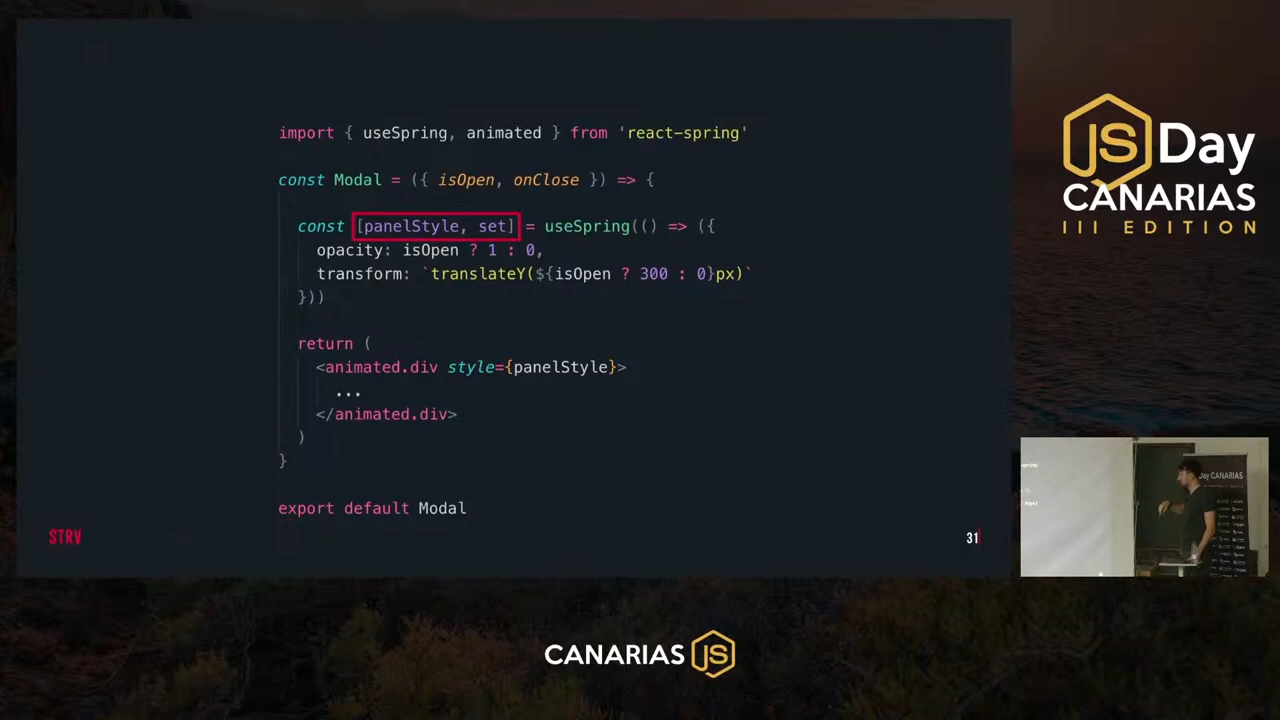 import { useSpring, animated } from 'react-spring'
const Modal = ({ isOpen, onClose }) => {
const [panelStyle, set] = useSpring(() => ({
opacity: isOpen ? 1 : 0,
transform: `translateY(${isOpen ? 300 : 0}px)`
}))
return (
<animated.div style={panelStyle}>
...
</animated.div>
)
}
export default Modal
STRV
31
JS Day
CANARIAS
III EDITION
Day CANARIAS
CANARIAS JS